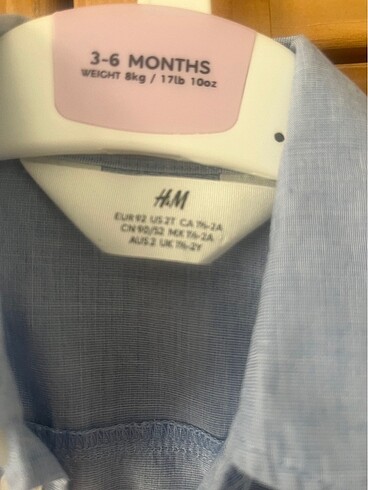 3-6 MONTHS
WEIGHT 8kg / 17lb 10oz
H&M
EUR 92 US 2T CA 1½-2A
CN 90/52 MX 1½-2A
AUS 2 UK 1½-2Y